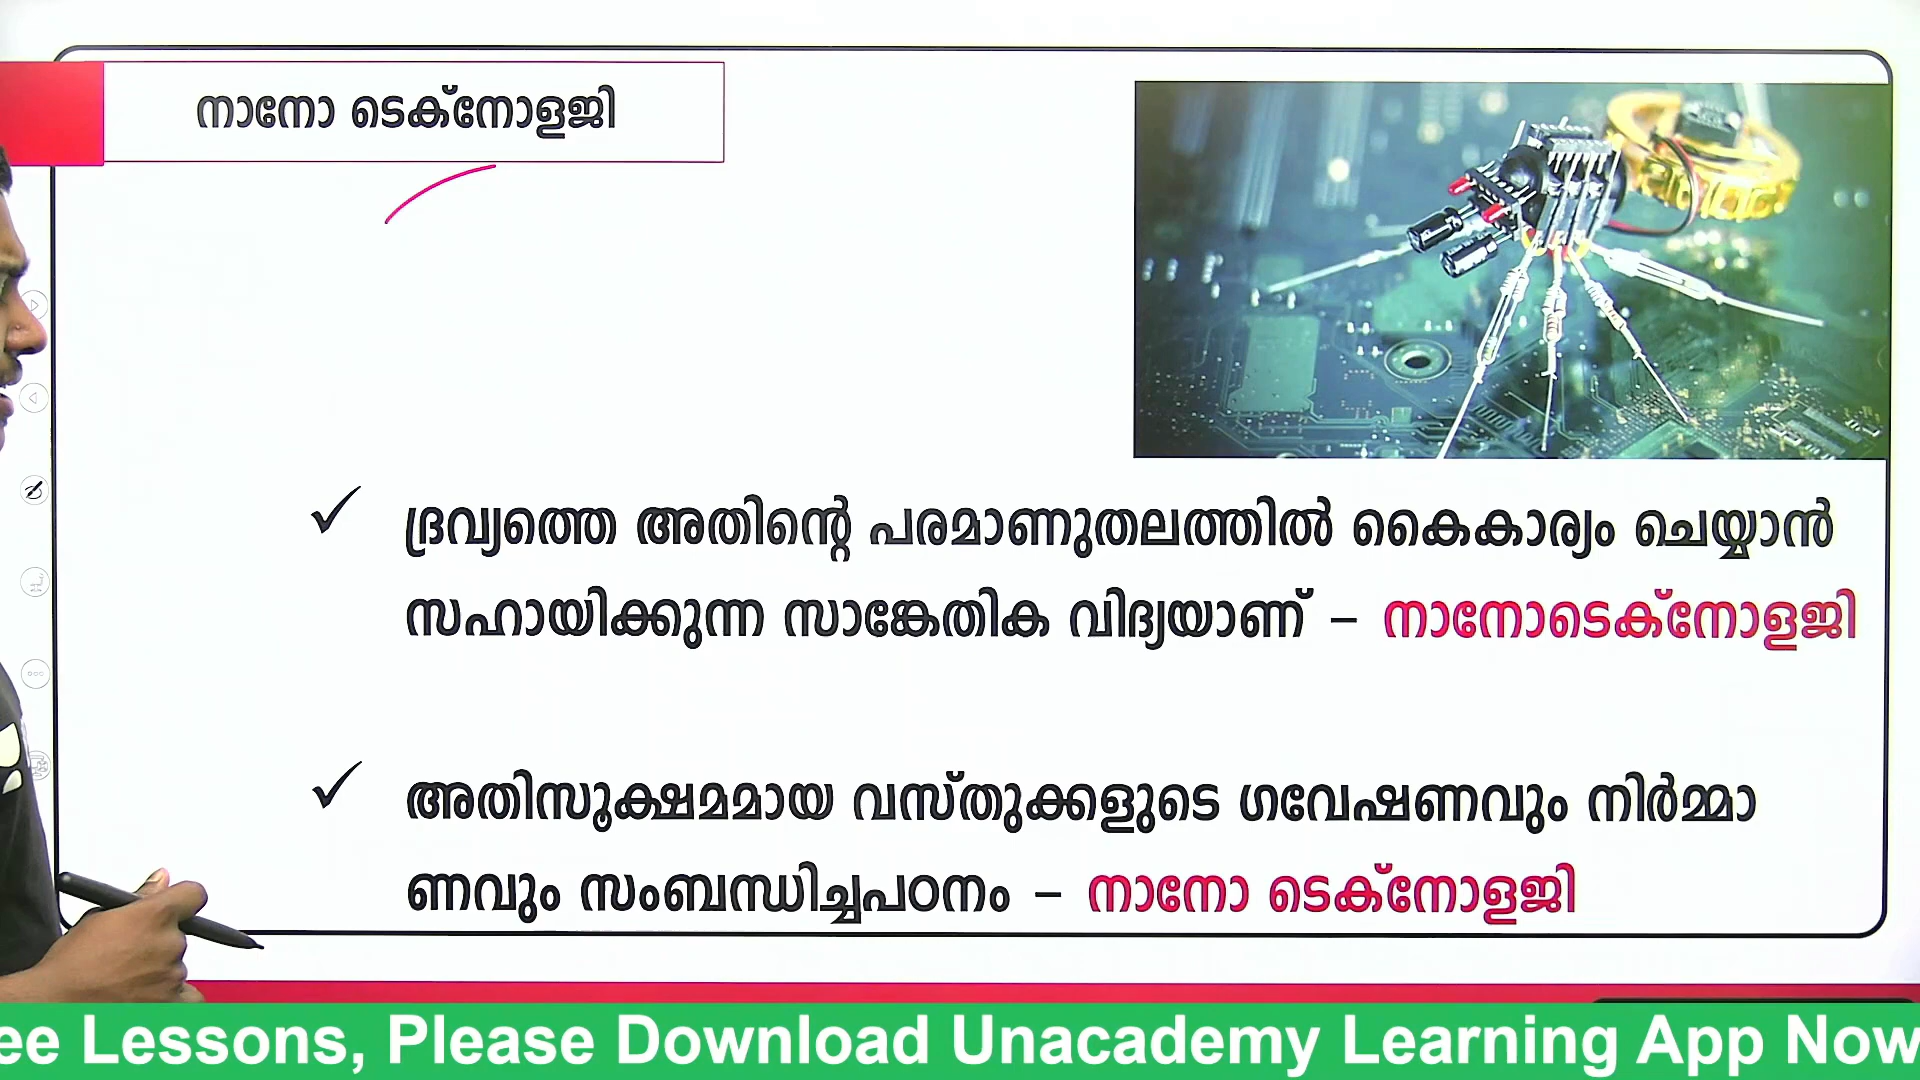 നാനോ ടെക്നോളജി
ദ്രവ്യത്തെ അതിന്റെ പരമാണുതലത്തിൽ കൈകാര്യം ചെയ്യാൻ
സഹായിക്കുന്ന സാങ്കേതിക വിദ്യയാണ് – നാനോടെക്നോളജി
അതിസൂക്ഷമമായ വസ്തുക്കളുടെ ഗവേഷണവും നിർമ്മാ
ണവും സംബന്ധിച്ചപഠനം – നാനോ ടെക്നോളജി
ee Lessons, Please Download Unacademy Learning App Now